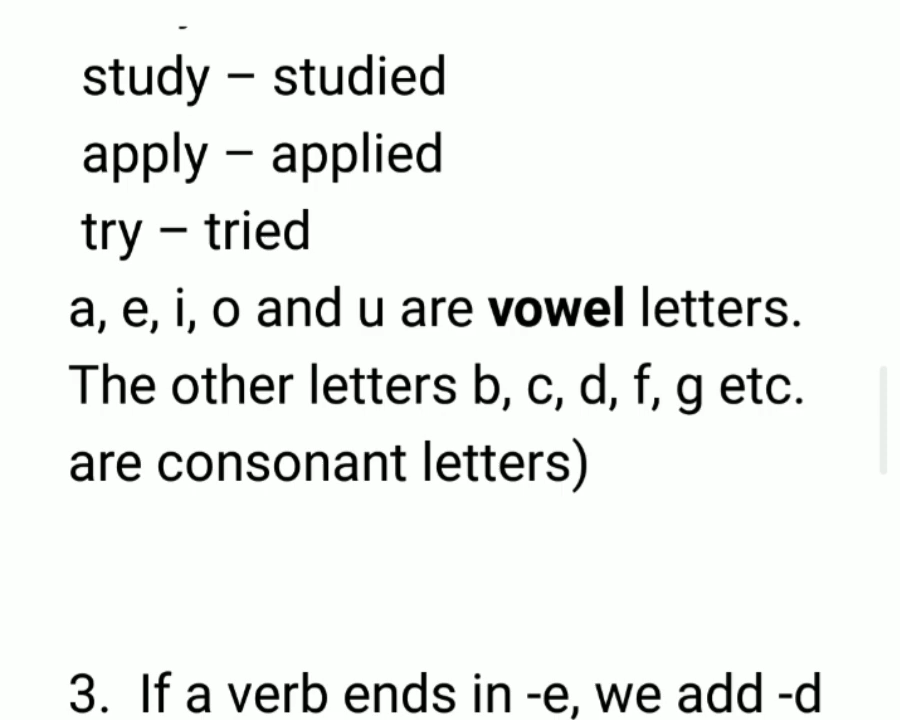 study – studied
apply – applied
try – tried
a, e, i, o and u are vowel letters.
The other letters b, c, d, f, g etc.
are consonant letters)
3. If a verb ends in -e, we add -d